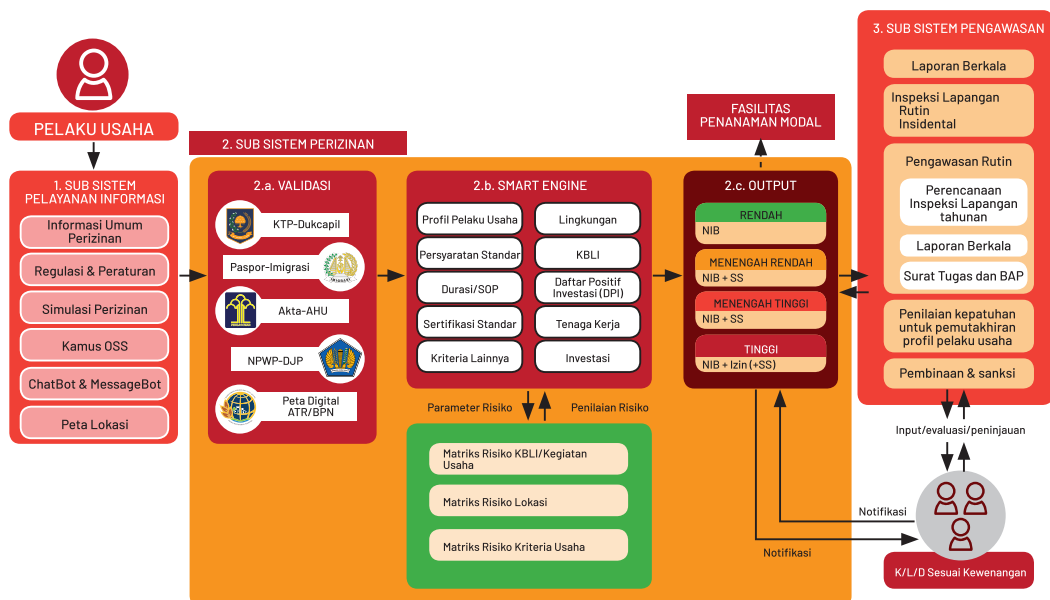 PELAKU USAHA
1. SUB SISTEM
PELAYANAN INFORMASI
Informasi Umum
Perizinan
Regulasi & Peraturan
Simulasi Perizinan
Kamus OSS
ChatBot & MessageBot
Peta Lokasi
2. SUB SISTEM PERIZINAN
2.a. VALIDASI
KTP-Dukcapil
Paspor-Imigrasi
IMIGRASI
Akta-AHU
NPWP-DJP
Peta Digital
ATR/BPN
2.b. SMART ENGINE
Profil Pelaku Usaha
Lingkungan
Persyaratan Standar
KBLI
Durasi/SOP
Daftar Positif
Investasi (DPI)
Sertifikasi Standar
Tenaga Kerja
Kriteria Lainnya
Investasi
Parameter Risiko
Penilaian Risiko
Matriks Risiko KBLI/Kegiatan
Usaha
Matriks Risiko Lokasi
Matriks Risiko Kriteria Usaha
FASILITAS
PENANAMAN MODAL
2.c. OUTPUT
RENDAH
NIB
MENENGAH RENDAH
NIB + SS
MENENGAH TINGGI
NIB + SS
TINGGI
NIB + Izin (+SS)
3. SUB SISTEM PENGAWASAN
Laporan Berkala
Inspeksi Lapangan
Rutin
Insidental
Pengawasan Rutin
Perencanaan
Inspeksi Lapangan
tahunan
Laporan Berkala
Surat Tugas dan BAP
Penilaian kepatuhan
untuk pemutakhiran
profil pelaku usaha
Pembinaan & sanksi
Input/evaluasi/peninjauan
Notifikasi
Notifikasi
K/L/D Sesuai Kewenangan